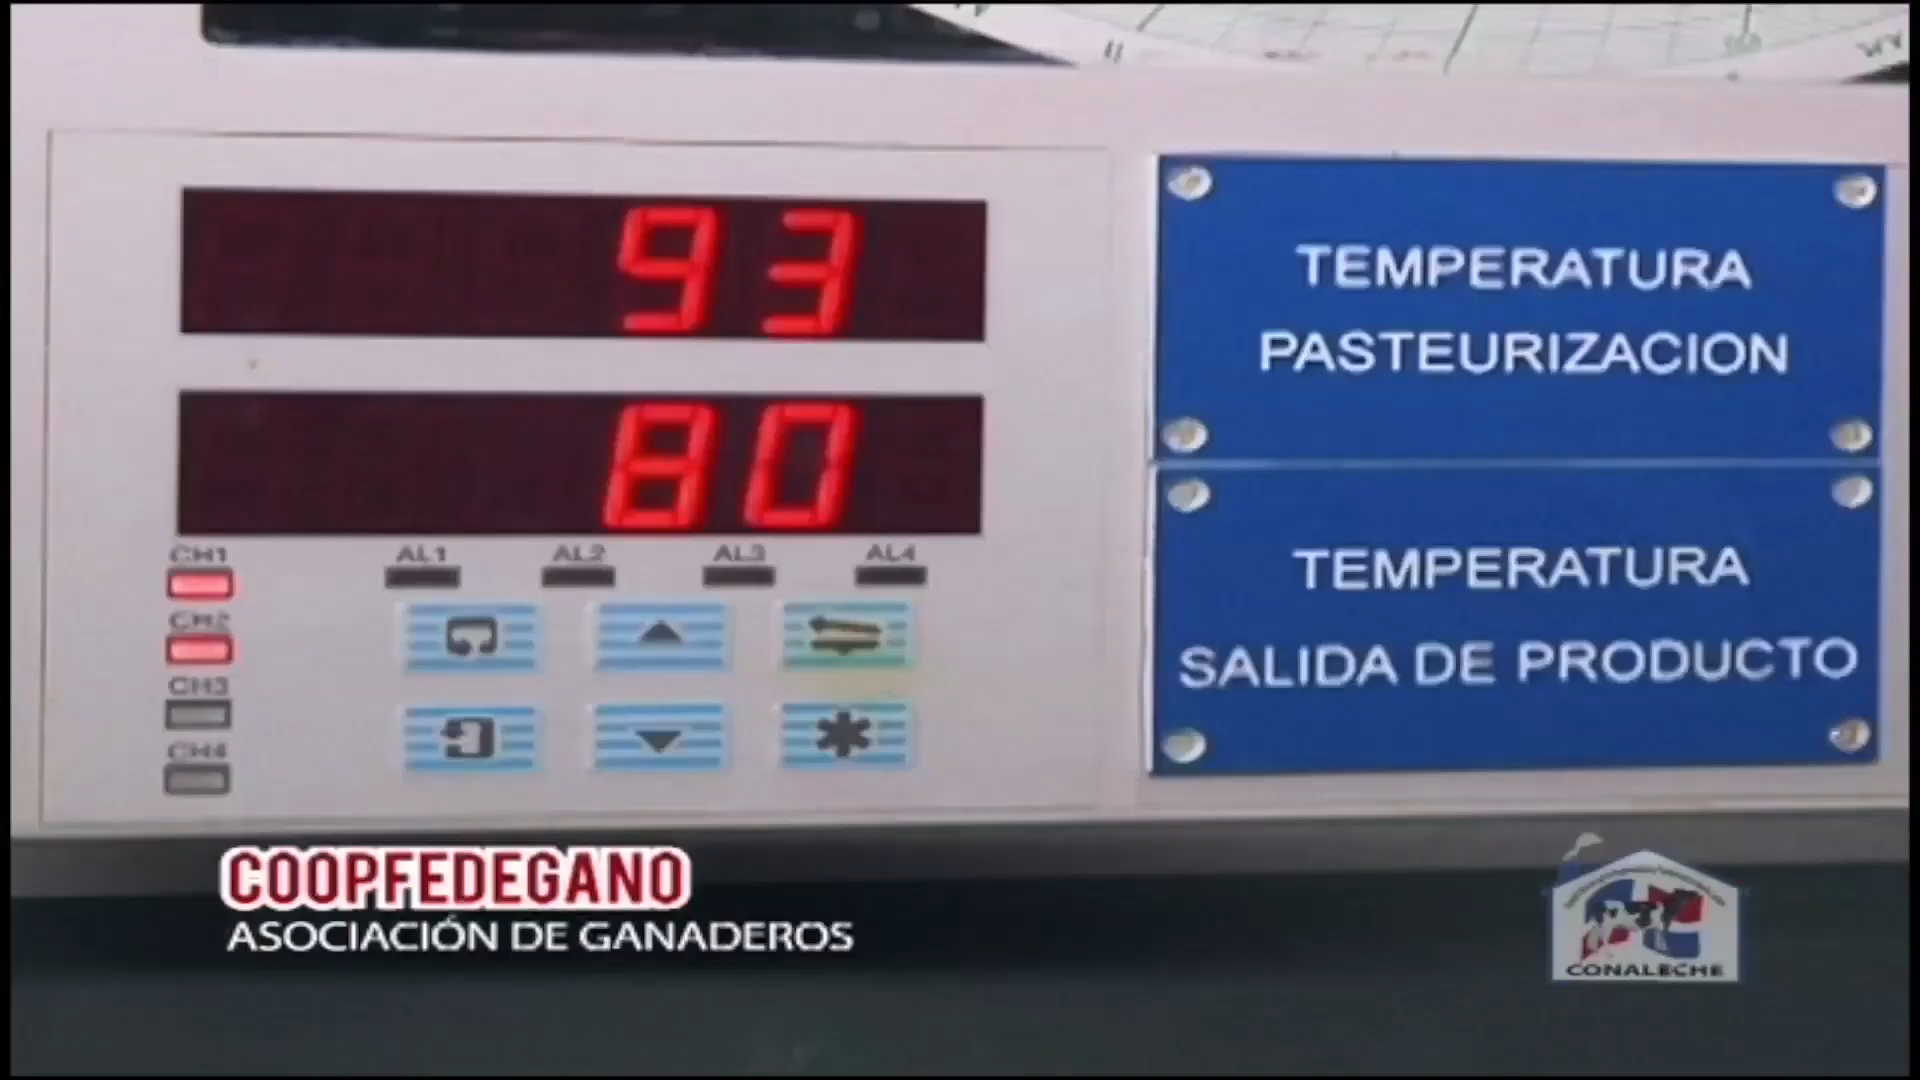 93
TEMPERATURA
PASTEURIZACION
80
TEMPERATURA
SALIDA DE PRODUCTO
CH1
AL1 AL2 AL3 AL4
CH2
CH3
CH4
COOPFEDEGANO
ASOCIACIÓN DE GANADEROS
CONALECHE